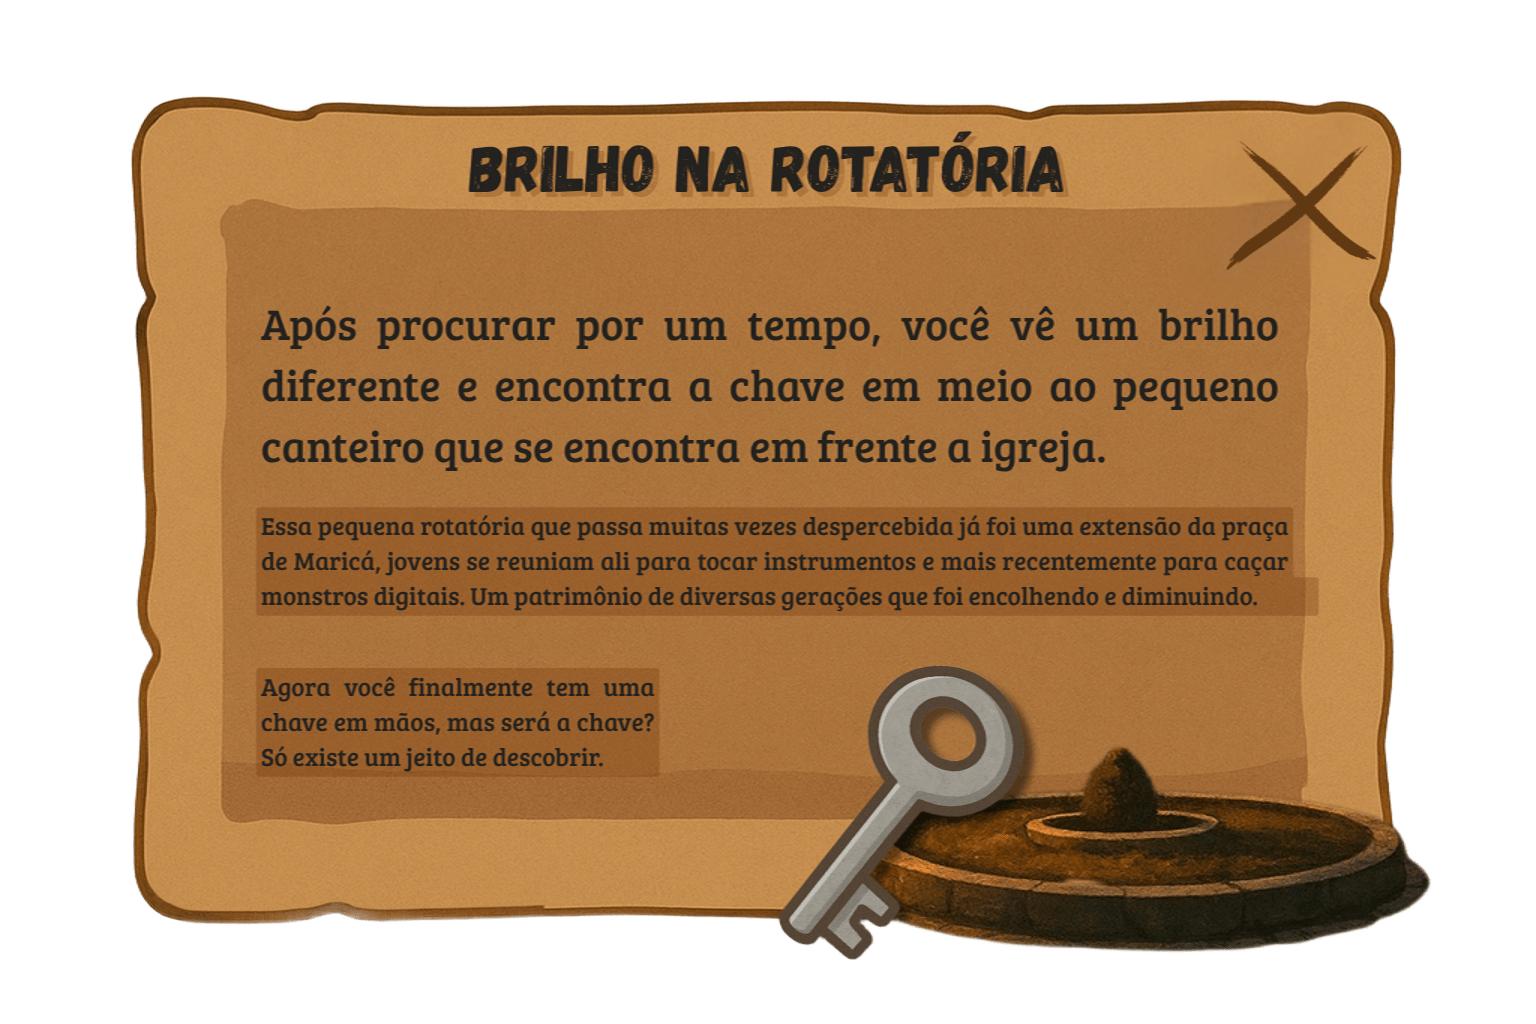 BRILHO NA ROTATÓRIA
Após procurar por um tempo, você vê um brilho
diferente e encontra a chave em meio ao pequeno
canteiro que se encontra em frente a igreja.
Essa pequena rotatória que passa muitas vezes despercebida já foi uma extensão da praça
de Maricá, jovens se reuniam ali para tocar instrumentos e mais recentemente para caçar
monstros digitais. Um patrimônio de diversas gerações que foi encolhendo e diminuindo.
Agora você finalmente tem uma
chave em mãos, mas será a chave?
Só existe um jeito de descobrir.